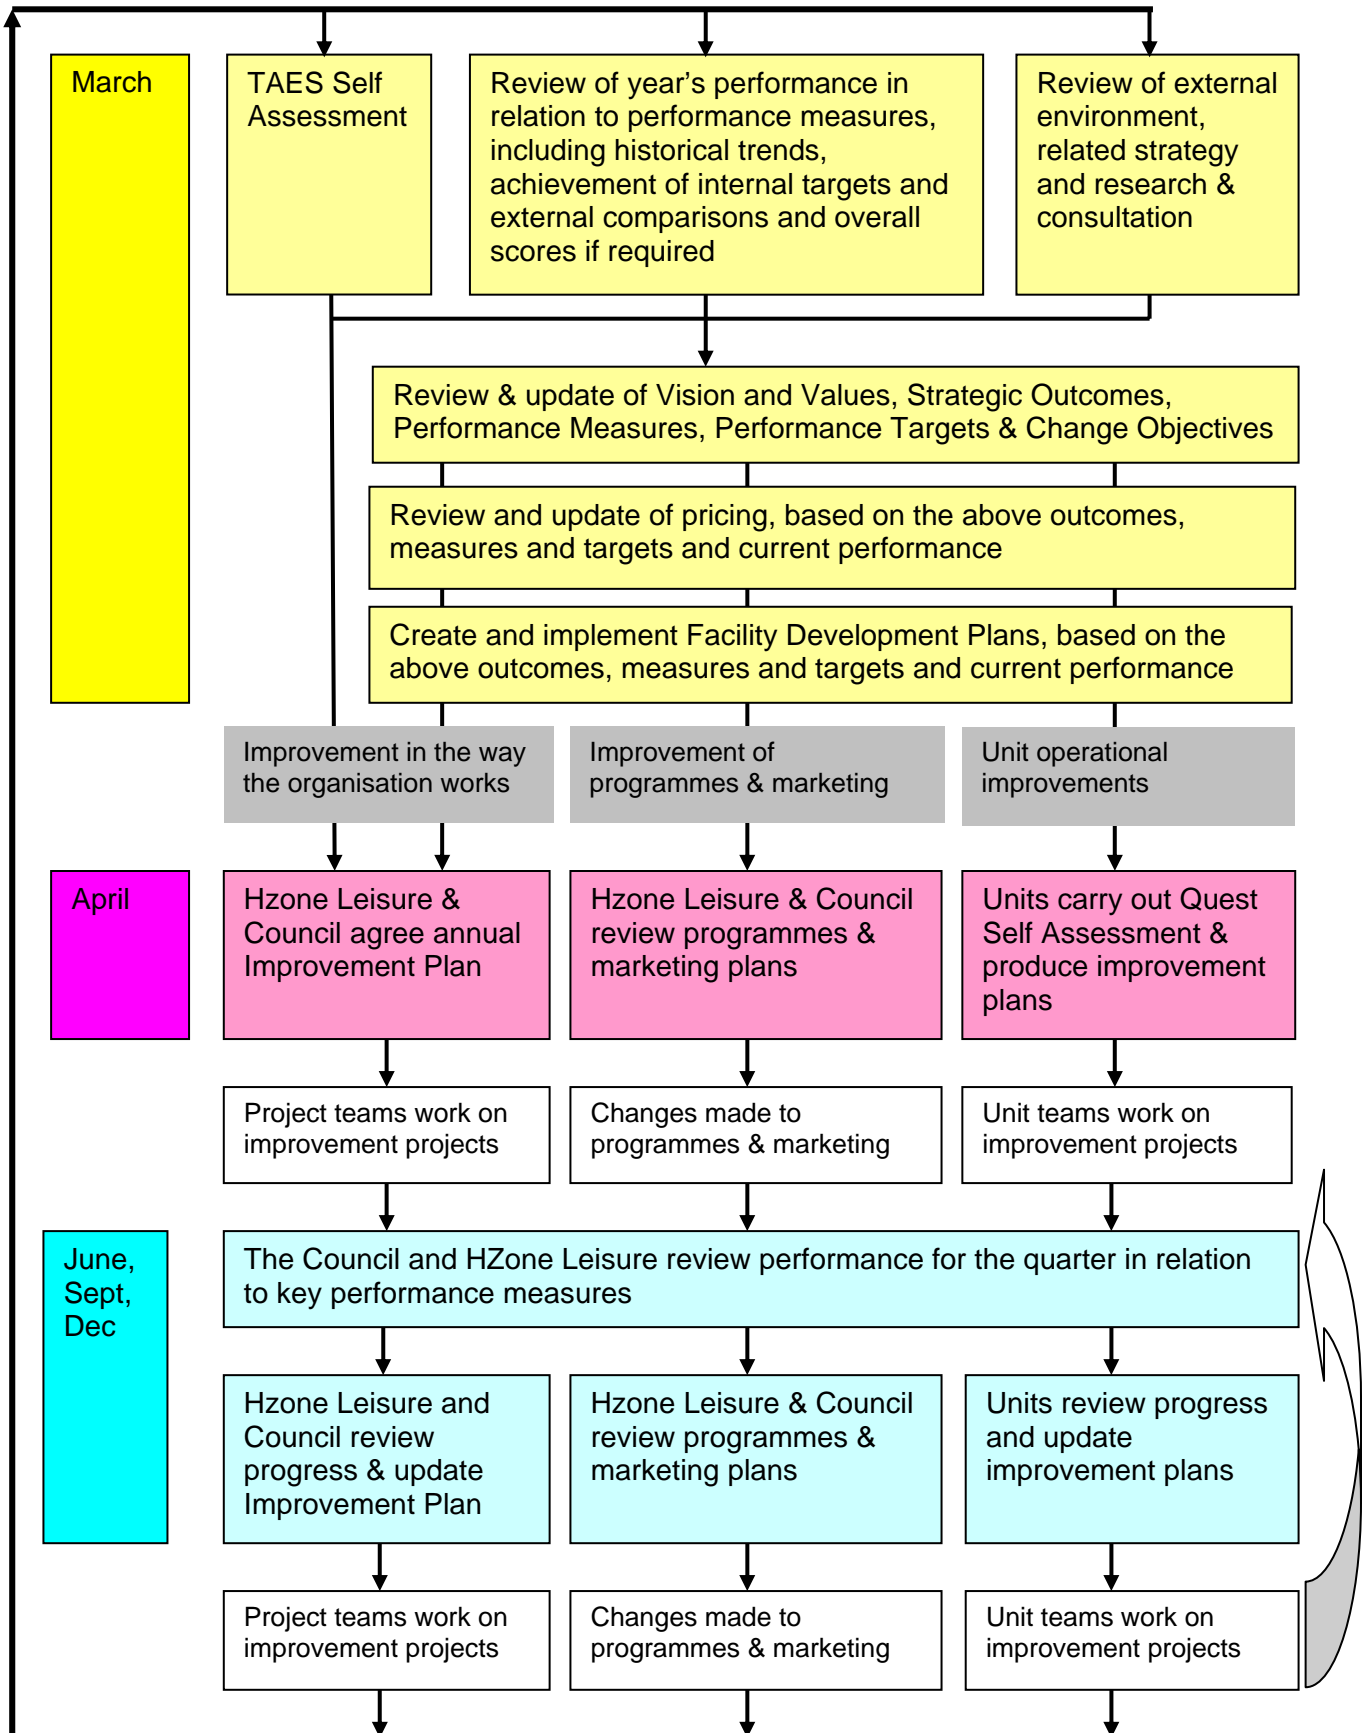 March
TAES Self
Assessment
Review of year’s performance in
relation to performance measures,
including historical trends,
achievement of internal targets and
external comparisons and overall
scores if required
Review of external
environment,
related strategy
and research &
consultation
Review & update of Vision and Values, Strategic Outcomes,
Performance Measures, Performance Targets & Change Objectives
Review and update of pricing, based on the above outcomes,
measures and targets and current performance
Create and implement Facility Development Plans, based on the
above outcomes, measures and targets and current performance
Improvement in the way
the organisation works
Improvement of
programmes & marketing
Unit operational
improvements
April
Hzone Leisure &
Council agree annual
Improvement Plan
Hzone Leisure & Council
review programmes &
marketing plans
Units carry out Quest
Self Assessment &
produce improvement
plans
Project teams work on
improvement projects
Changes made to
programmes & marketing
Unit teams work on
improvement projects
June,
Sept,
Dec
The Council and HZone Leisure review performance for the quarter in relation
to key performance measures
Hzone Leisure and
Council review
progress & update
Improvement Plan
Hzone Leisure & Council
review programmes &
marketing plans
Units review progress
and update
improvement plans
Project teams work on
improvement projects
Changes made to
programmes & marketing
Unit teams work on
improvement projects